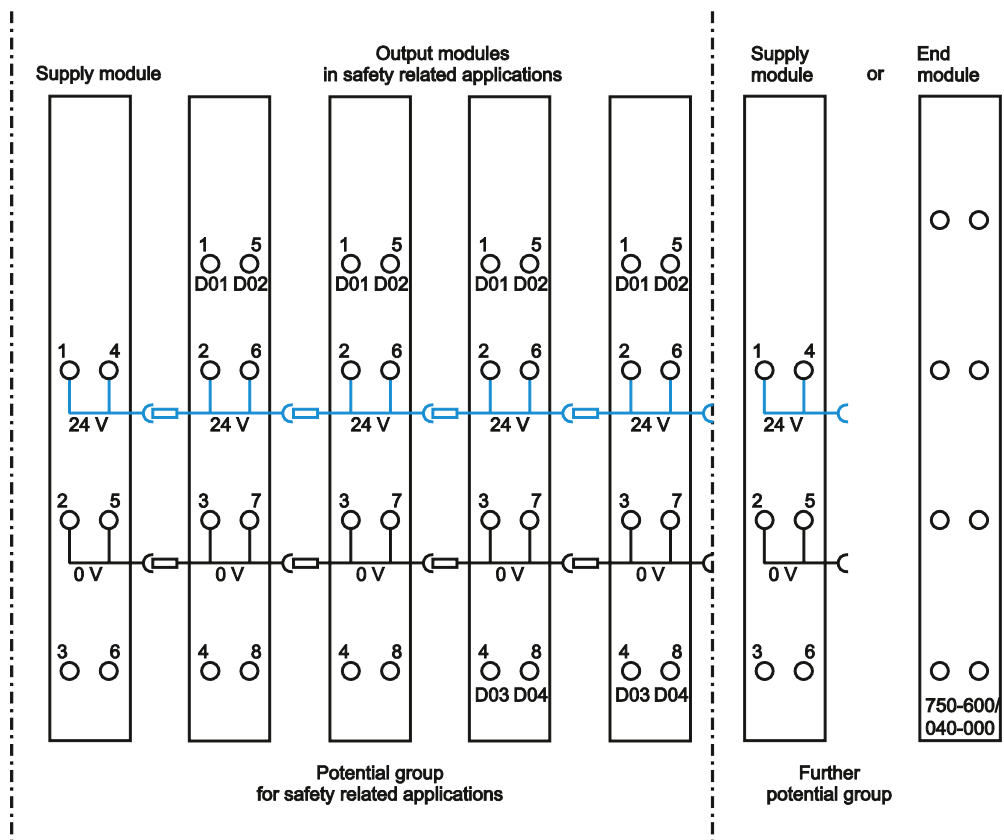 Output modules
in safety related applications
Supply module
Supply
module
or
End
module
1 5 1 5 1 5 1 5
D01 D02 D01 D02 D01 D02 D01 D02
1 4 2 6 2 6 2 6 2 6 1 4
24 V 24 V 24 V 24 V 24 V 24 V
2 5 3 7 3 7 3 7 3 7 2 5
0 V 0 V 0 V 0 V 0 V 0 V
3 6 4 8 4 8 4 8 4 8 3 6
D03 D04 D03 D04
750-600/
040-000
Potential group
for safety related applications
Further
potential group